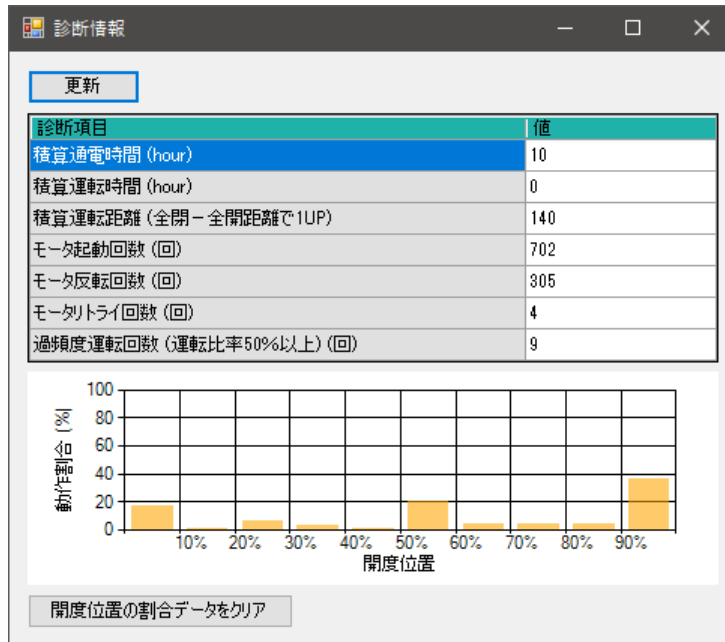 診断情報
更新
診断項目 値
積算通電時間 (hour) 10
積算運転時間 (hour) 0
積算運転距離 (全閉－全開距離で1UP) 140
モータ起動回数 (回) 702
モータ反転回数 (回) 305
モータリトライ回数 (回) 4
過頻度運転回数 (運転比率50%以上) (回) 9
動作割合 (%)
100
80
60
40
20
0
10% 20% 30% 40% 50% 60% 70% 80% 90%
開度位置
開度位置の割合データをクリア